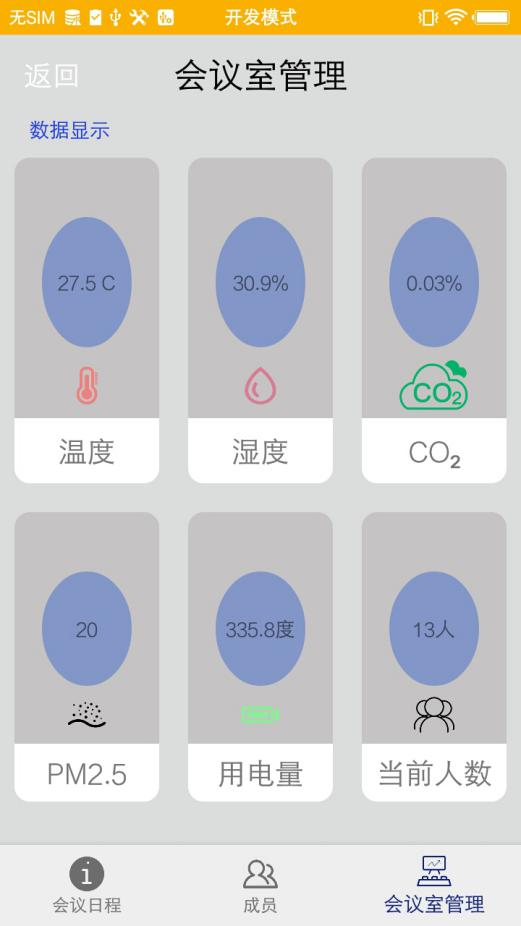 无SIM 开发模式
返回 会议室管理
数据显示
27.5 C 30.9% 0.03%
CO2
温度 湿度 CO₂
20 335.8度 13人
PM2.5 用电量 当前人数
会议日程 成员 会议室管理